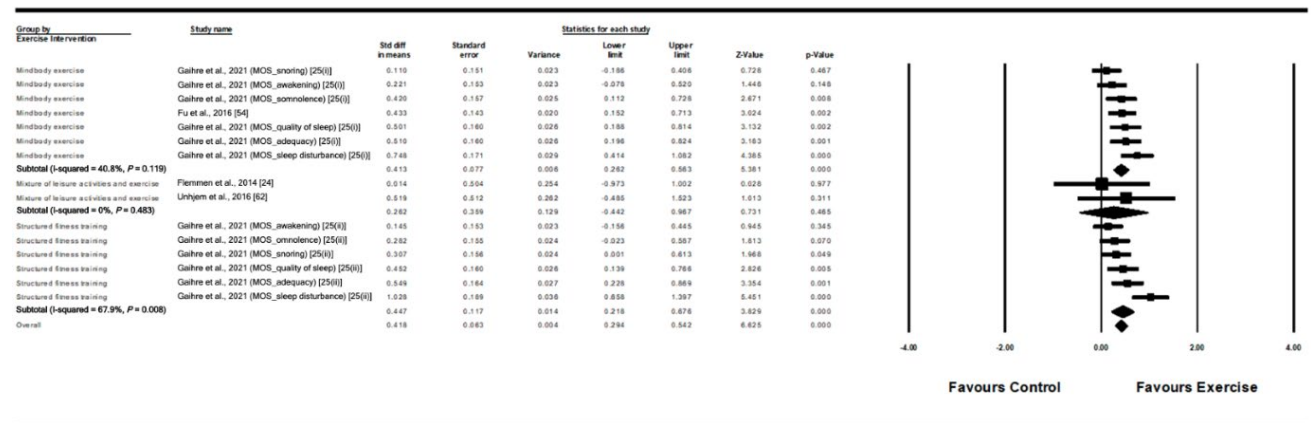 Group by Study name Statistics for each study
Exercise Intervention
Std diff in means Standard error Variance Lower limit Upper limit Z-Value p-Value
Mindbody exercise Gaihre et al., 2021 (MOS_snoring) [25(i)] 0.110 0.151 0.023 -0.186 0.406 0.728 0.467
Mindbody exercise Gaihre et al., 2021 (MOS_awakening) [25(i)] 0.221 0.153 0.023 -0.078 0.520 1.448 0.148
Mindbody exercise Gaihre et al., 2021 (MOS_somnolence) [25(i)] 0.420 0.157 0.025 0.112 0.728 2.671 0.008
Mindbody exercise Fu et al., 2016 [54] 0.433 0.143 0.020 0.152 0.713 3.024 0.002
Mindbody exercise Gaihre et al., 2021 (MOS_quality of sleep) [25(i)] 0.501 0.160 0.026 0.188 0.814 3.132 0.002
Mindbody exercise Gaihre et al., 2021 (MOS_adequacy) [25(i)] 0.510 0.160 0.026 0.196 0.824 3.183 0.001
Mindbody exercise Gaihre et al., 2021 (MOS_sleep disturbance) [25(i)] 0.748 0.171 0.029 0.414 1.082 4.385 0.000
Subtotal (I-squared = 40.8%, P = 0.119) 0.413 0.077 0.006 0.262 0.563 5.381 0.000
Mixture of leisure activities and exercise Flemmen et al., 2014 [24] 0.014 0.504 0.254 -0.973 1.002 0.028 0.977
Mixture of leisure activities and exercise Unhjem et al., 2016 [62] 0.519 0.512 0.262 -0.485 1.523 1.013 0.311
Subtotal (I-squared = 0%, P = 0.483) 0.262 0.359 0.129 -0.442 0.967 0.731 0.465
Structured fitness training Gaihre et al., 2021 (MOS_awakening) [25(ii)] 0.145 0.153 0.023 -0.156 0.445 0.945 0.345
Structured fitness training Gaihre et al., 2021 (MOS_omnolence) [25(ii)] 0.282 0.155 0.024 -0.023 0.587 1.813 0.070
Structured fitness training Gaihre et al., 2021 (MOS_snoring) [25(ii)] 0.307 0.156 0.024 0.001 0.613 1.968 0.049
Structured fitness training Gaihre et al., 2021 (MOS_quality of sleep) [25(ii)] 0.452 0.160 0.026 0.139 0.766 2.826 0.005
Structured fitness training Gaihre et al., 2021 (MOS_adequacy) [25(ii)] 0.549 0.164 0.027 0.228 0.869 3.354 0.001
Structured fitness training Gaihre et al., 2021 (MOS_sleep disturbance) [25(ii)] 1.028 0.189 0.036 0.658 1.397 5.451 0.000
Subtotal (I-squared = 67.9%, P = 0.008) 0.447 0.117 0.014 0.218 0.676 3.829 0.000
Overall 0.418 0.063 0.004 0.294 0.542 6.625 0.000
-4.00 -2.00 0.00 2.00 4.00
Favours Control Favours Exercise